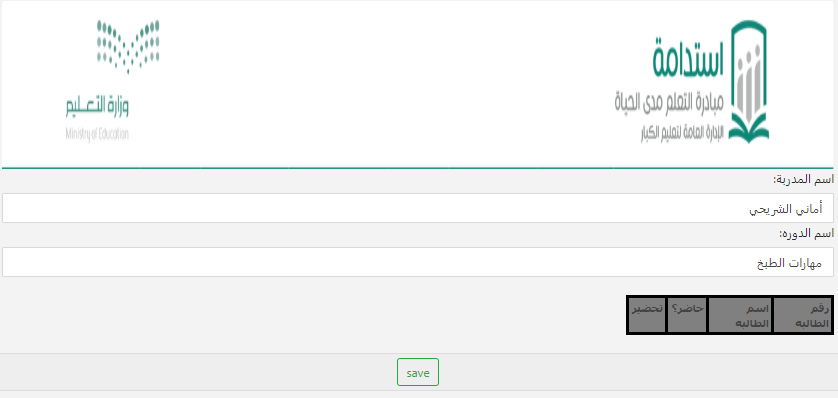 استدامة
مبادرة التعلم مدى الحياة
الإدارة العامة لتعليم الكبار
وزارة التعليم
Ministry of Education
اسم المدربة:
أماني الشريحي
اسم الدوره:
مهارات الطبخ
رقم الطالبه
اسم الطالبه
حاضر؟
تحضير
save